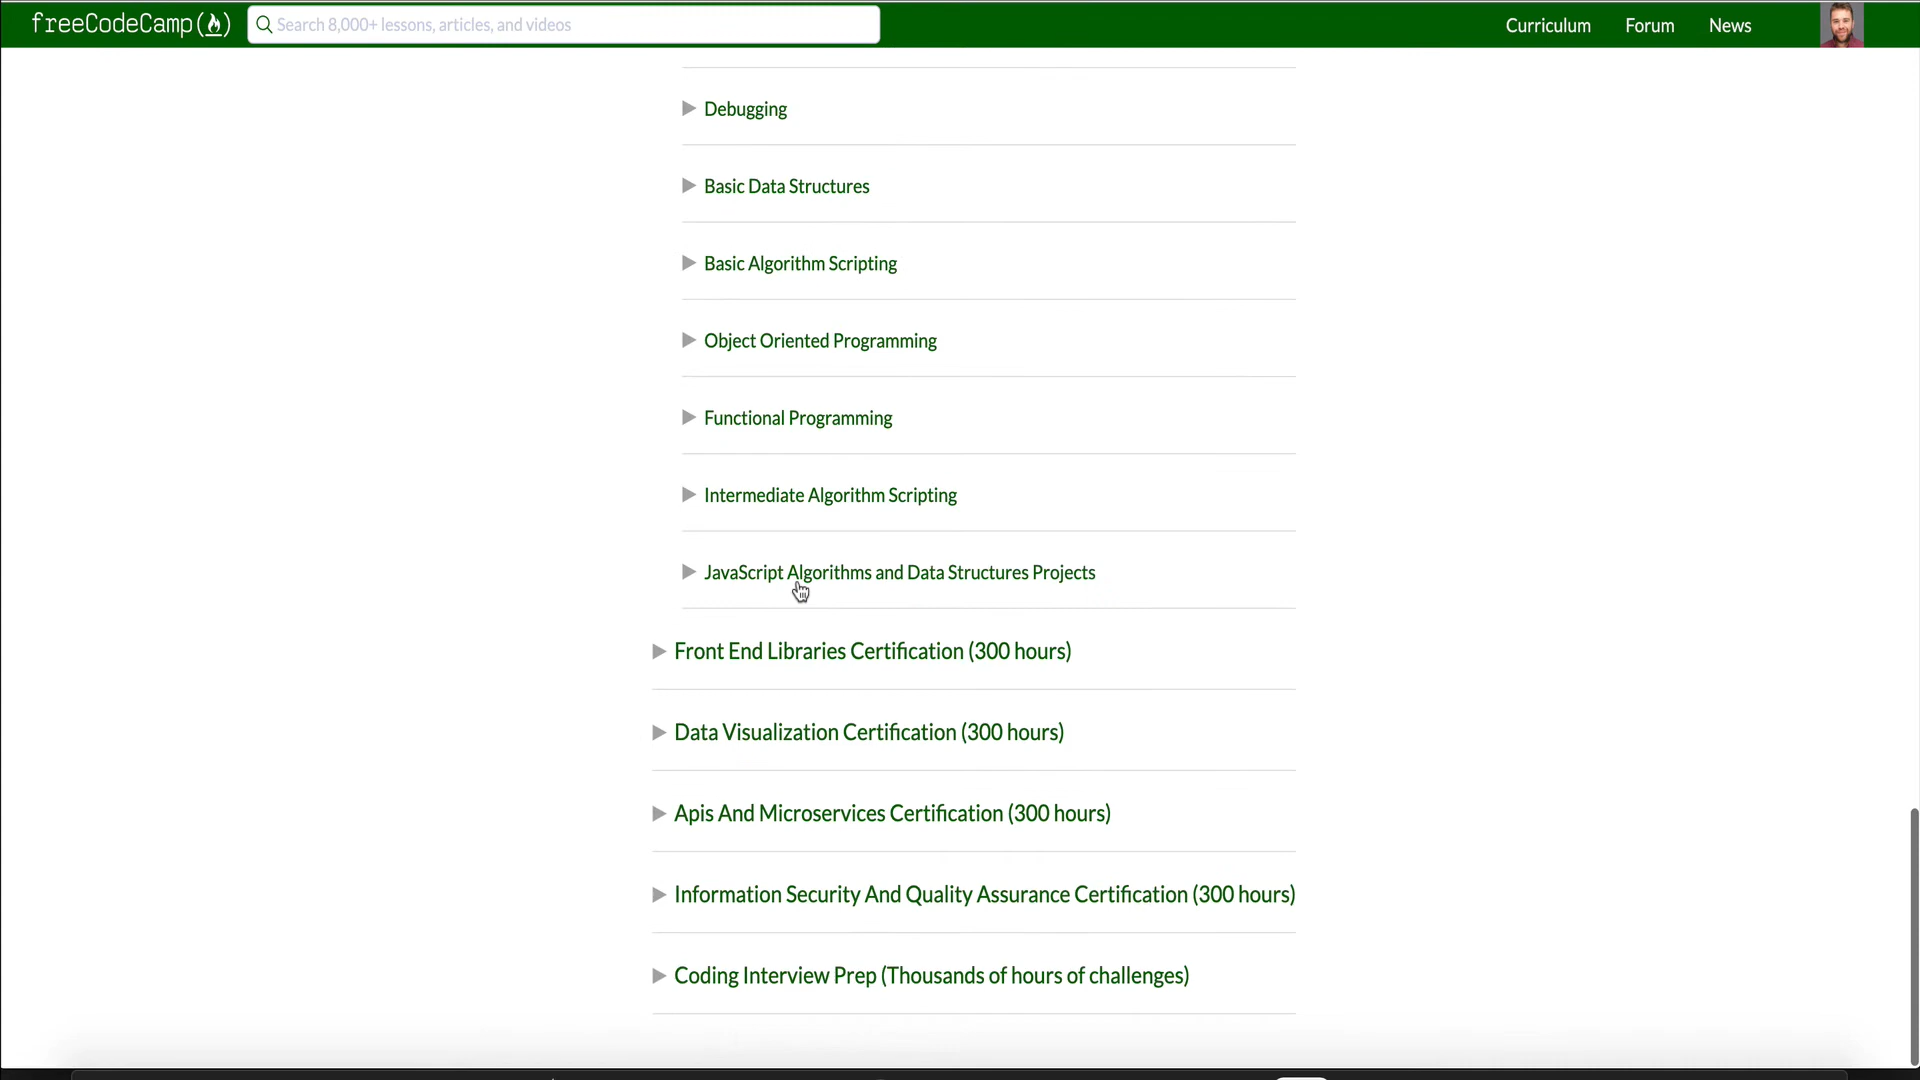 freeCodeCamp
Search 8,000+ lessons, articles, and videos
Curriculum
Forum
News
Debugging
Basic Data Structures
Basic Algorithm Scripting
Object Oriented Programming
Functional Programming
Intermediate Algorithm Scripting
JavaScript Algorithms and Data Structures Projects
Front End Libraries Certification (300 hours)
Data Visualization Certification (300 hours)
Apis And Microservices Certification (300 hours)
Information Security And Quality Assurance Certification (300 hours)
Coding Interview Prep (Thousands of hours of challenges)